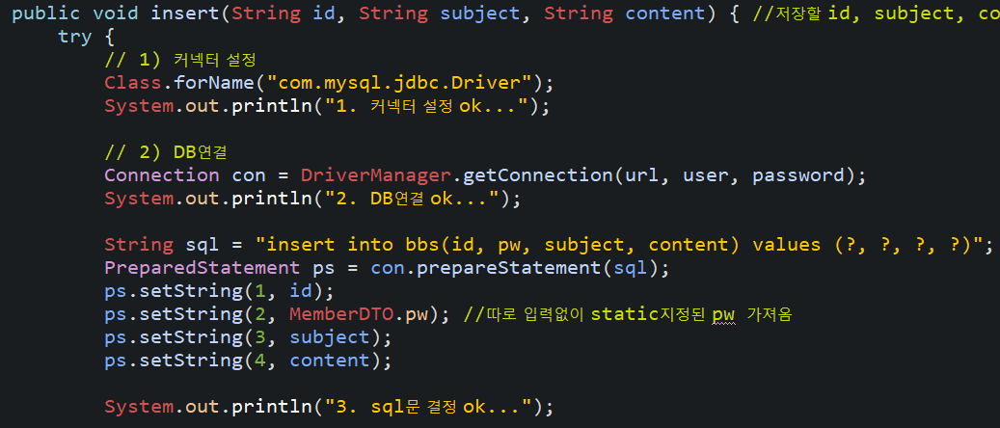 public void insert(String id, String subject, String content) { //저장할 id, subject, co
try {
// 1) 커넥터 설정
Class.forName("com.mysql.jdbc.Driver");
System.out.println("1. 커넥터 설정 ok...");
// 2) DB연결
Connection con = DriverManager.getConnection(url, user, password);
System.out.println("2. DB연결 ok...");
String sql = "insert into bbs(id, pw, subject, content) values (?, ?, ?, ?)";
PreparedStatement ps = con.prepareStatement(sql);
ps.setString(1, id);
ps.setString(2, MemberDTO.pw); //따로 입력없이 static지정된 pw 가져옴
ps.setString(3, subject);
ps.setString(4, content);
System.out.println("3. sql문 결정 ok...");